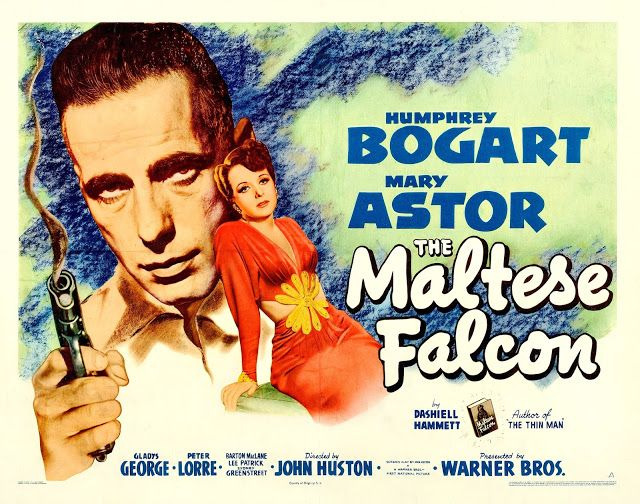 HUMPHREY
BOGART
MARY
ASTOR
THE
Maltese
Falcon
by
DASHIELL
HAMMETT
Author of
"THE THIN MAN"
GLADYS
GEORGE ·
PETER
LORRE ·
BARTON MacLANE
LEE PATRICK
SYDNEY
GREENSTREET
Directed by
· JOHN HUSTON ·
Presented by
· WARNER BROS.